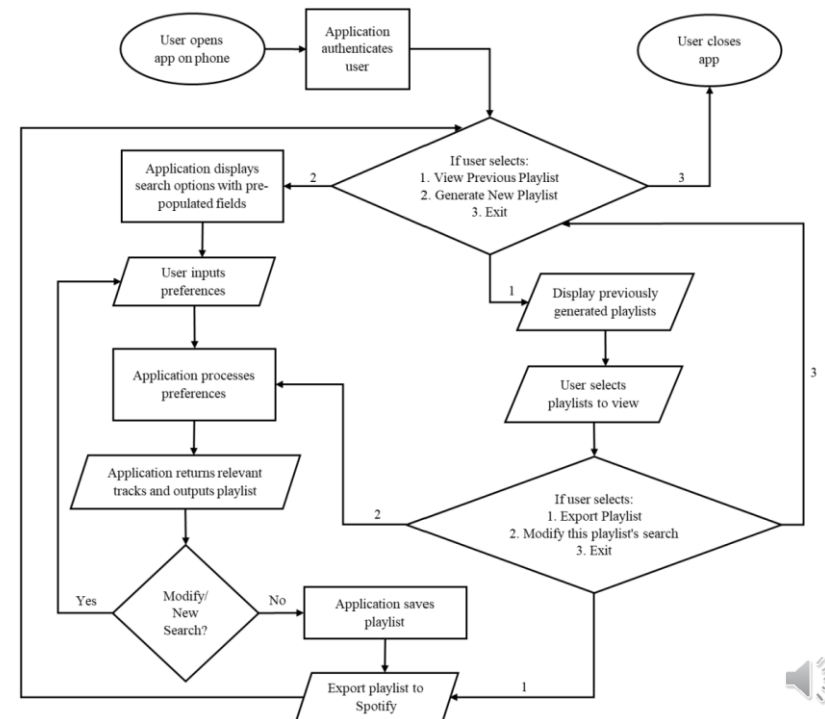 User opens
app on phone
Application
authenticates
user
User closes
app
If user selects:
1. View Previous Playlist
2. Generate New Playlist
3. Exit
2
3
1
Application displays
search options with pre-
populated fields
User inputs
preferences
Display previously
generated playlists
Application processes
preferences
User selects
playlists to view
3
Application returns relevant
tracks and outputs playlist
If user selects:
1. Export Playlist
2. Modify this playlist's search
3. Exit
2
Modify/
New
Search?
Yes
No
Application saves
playlist
Export playlist to
Spotify
1